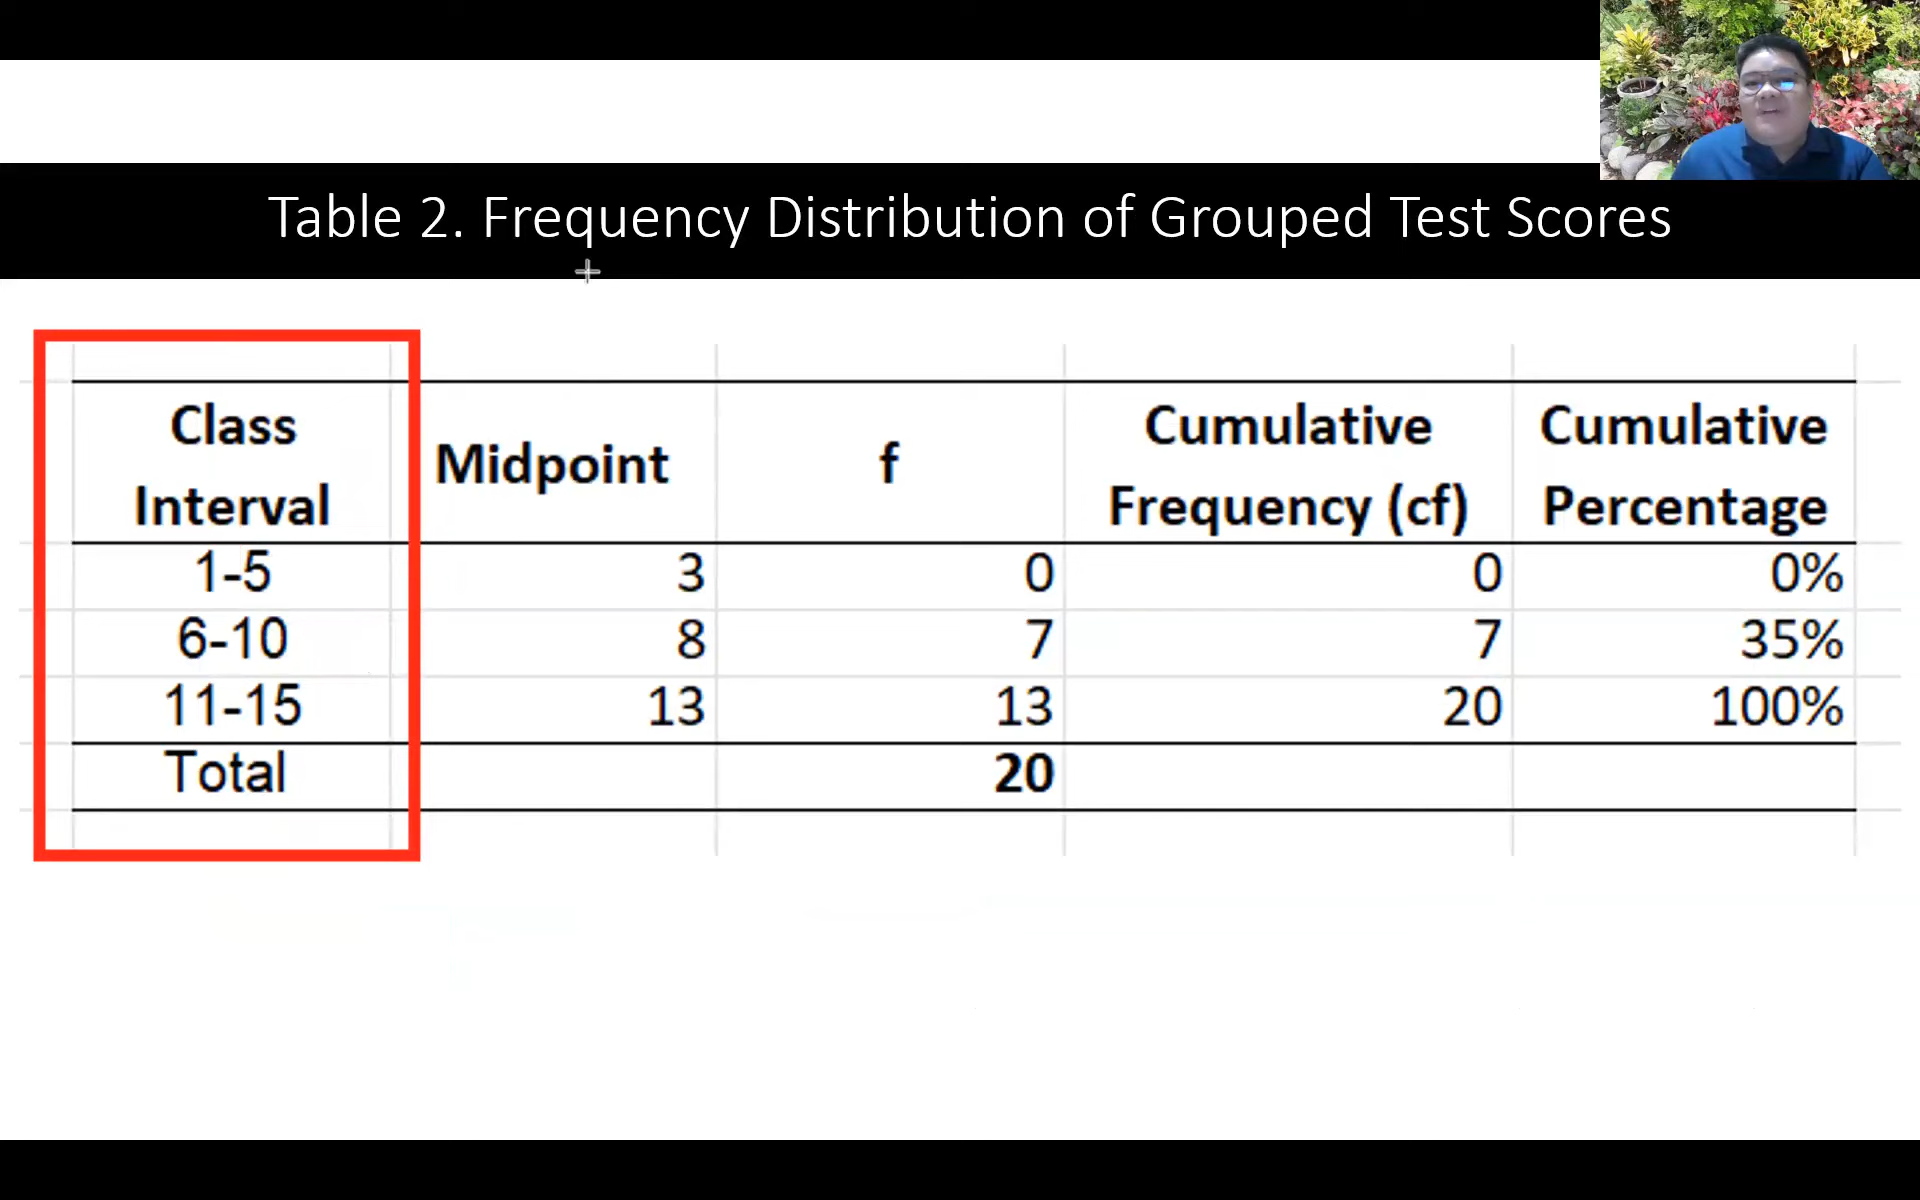 Table 2. Frequency Distribution of Grouped Test Scores
Class Interval Midpoint f Cumulative Frequency (cf) Cumulative Percentage
1-5 3 0 0 0%
6-10 8 7 7 35%
11-15 13 13 20 100%
Total 20